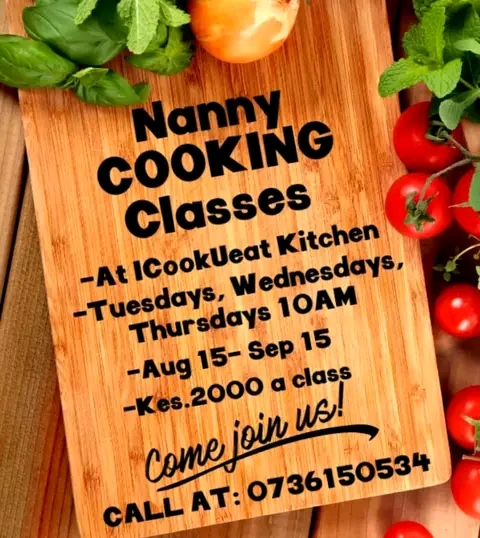 Nanny
COOKING
Classes
-At ICookUeat Kitchen
-Tuesdays, Wednesdays,
Thursdays 10AM
-Aug 15- Sep 15
-Kes.2000 a class
Come join us!
CALL AT: 0736150534